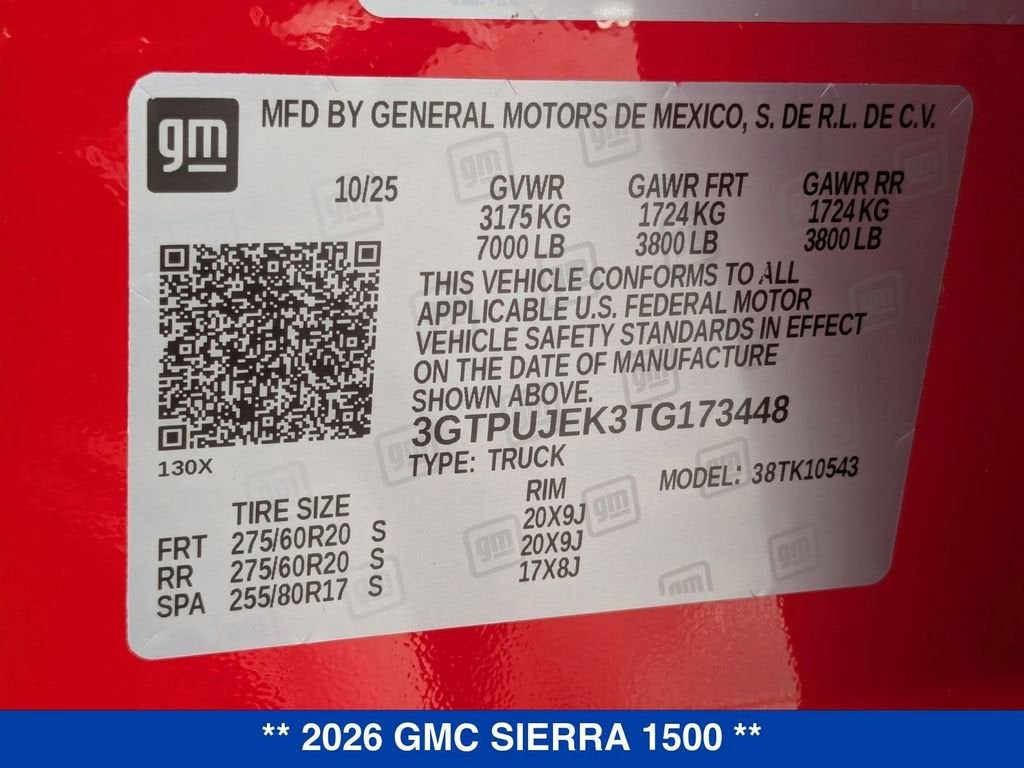 gm
MFD BY GENERAL MOTORS DE MEXICO, S. DE R.L. DE C.V.
10/25 GVWR GAWR FRT GAWR RR
3175 KG 1724 KG 1724 KG
7000 LB 3800 LB 3800 LB
THIS VEHICLE CONFORMS TO ALL
APPLICABLE U.S. FEDERAL MOTOR
VEHICLE SAFETY STANDARDS IN EFFECT
ON THE DATE OF MANUFACTURE
SHOWN ABOVE.
3GTPUJEK3TG173448
130X
TYPE: TRUCK MODEL: 38TK10543
TIRE SIZE RIM
FRT 275/60R20 S 20X9J
RR 275/60R20 S 20X9J
SPA 255/80R17 S 17X8J
** 2026 GMC SIERRA 1500 **